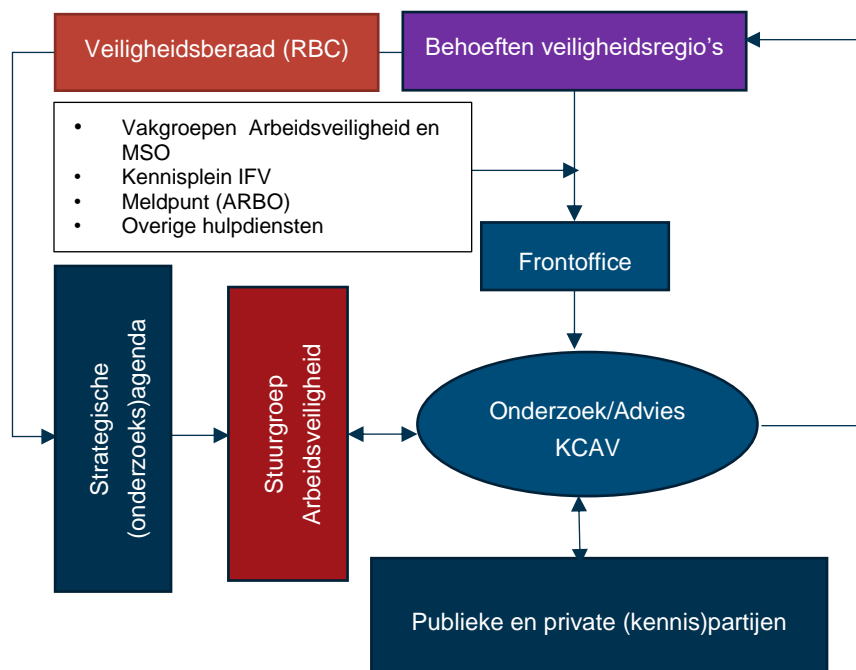 Veiligheidsberaad (RBC)
Behoeften veiligheidsregio's
• Vakgroepen Arbeidsveiligheid en
MSO
• Kennisplein IFV
• Meldpunt (ARBO)
• Overige hulpdiensten
Frontoffice
Strategische
(onderzoeks)agenda
Stuurgroep
Arbeidsveiligheid
Onderzoek/Advies
KCAV
Publieke en private (kennis)partijen